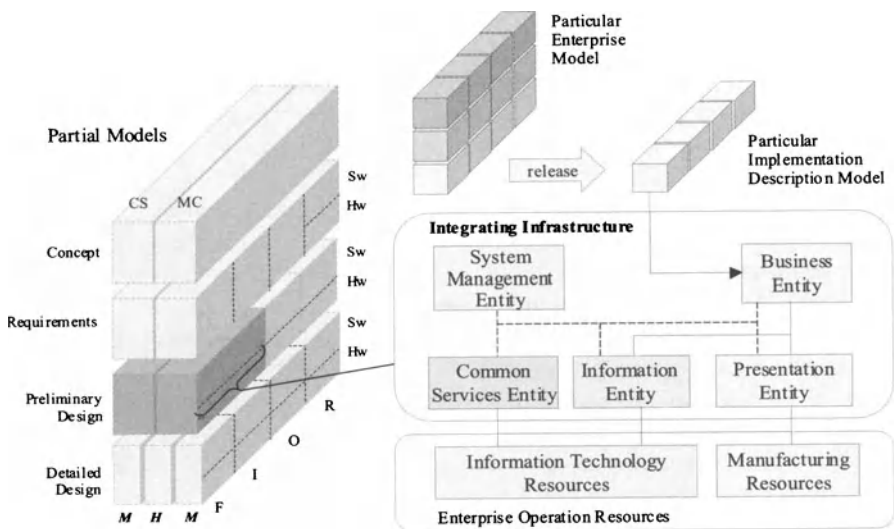 Partial Models
CS
MC
Concept
Requirements
Preliminary
Design
Detailed
Design
M
H
M
F
I
O
R
Sw
Hw
Sw
Hw
Sw
Hw
Particular
Enterprise
Model
release
Particular
Implementation
Description Model
Integrating Infrastructure
System
Management
Entity
Business
Entity
Common
Services Entity
Information
Entity
Presentation
Entity
Information Technology
Resources
Manufacturing
Resources
Enterprise Operation Resources